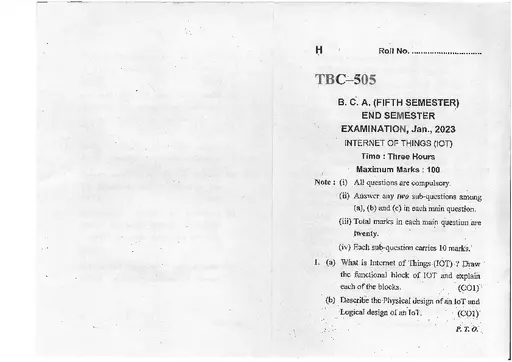 H Roll No. ..............................
TBC–505
B. C. A. (FIFTH SEMESTER)
END SEMESTER
EXAMINATION, Jan., 2023
INTERNET OF THINGS (IOT)
Time : Three Hours
Maximum Marks : 100
Note : (i) All questions are compulsory.
(ii) Answer any two sub-questions among
(a), (b) and (c) in each main question.
(iii) Total marks in each main question are
twenty.
(iv) Each sub-question carries 10 marks.
1. (a) What is Internet of Things (IOT) ? Draw
the functional block of IOT and explain
each of the blocks. (CO1)
(b) Describe the Physical design of an IoT and
Logical design of an IoT. (CO1)
P. T. O.